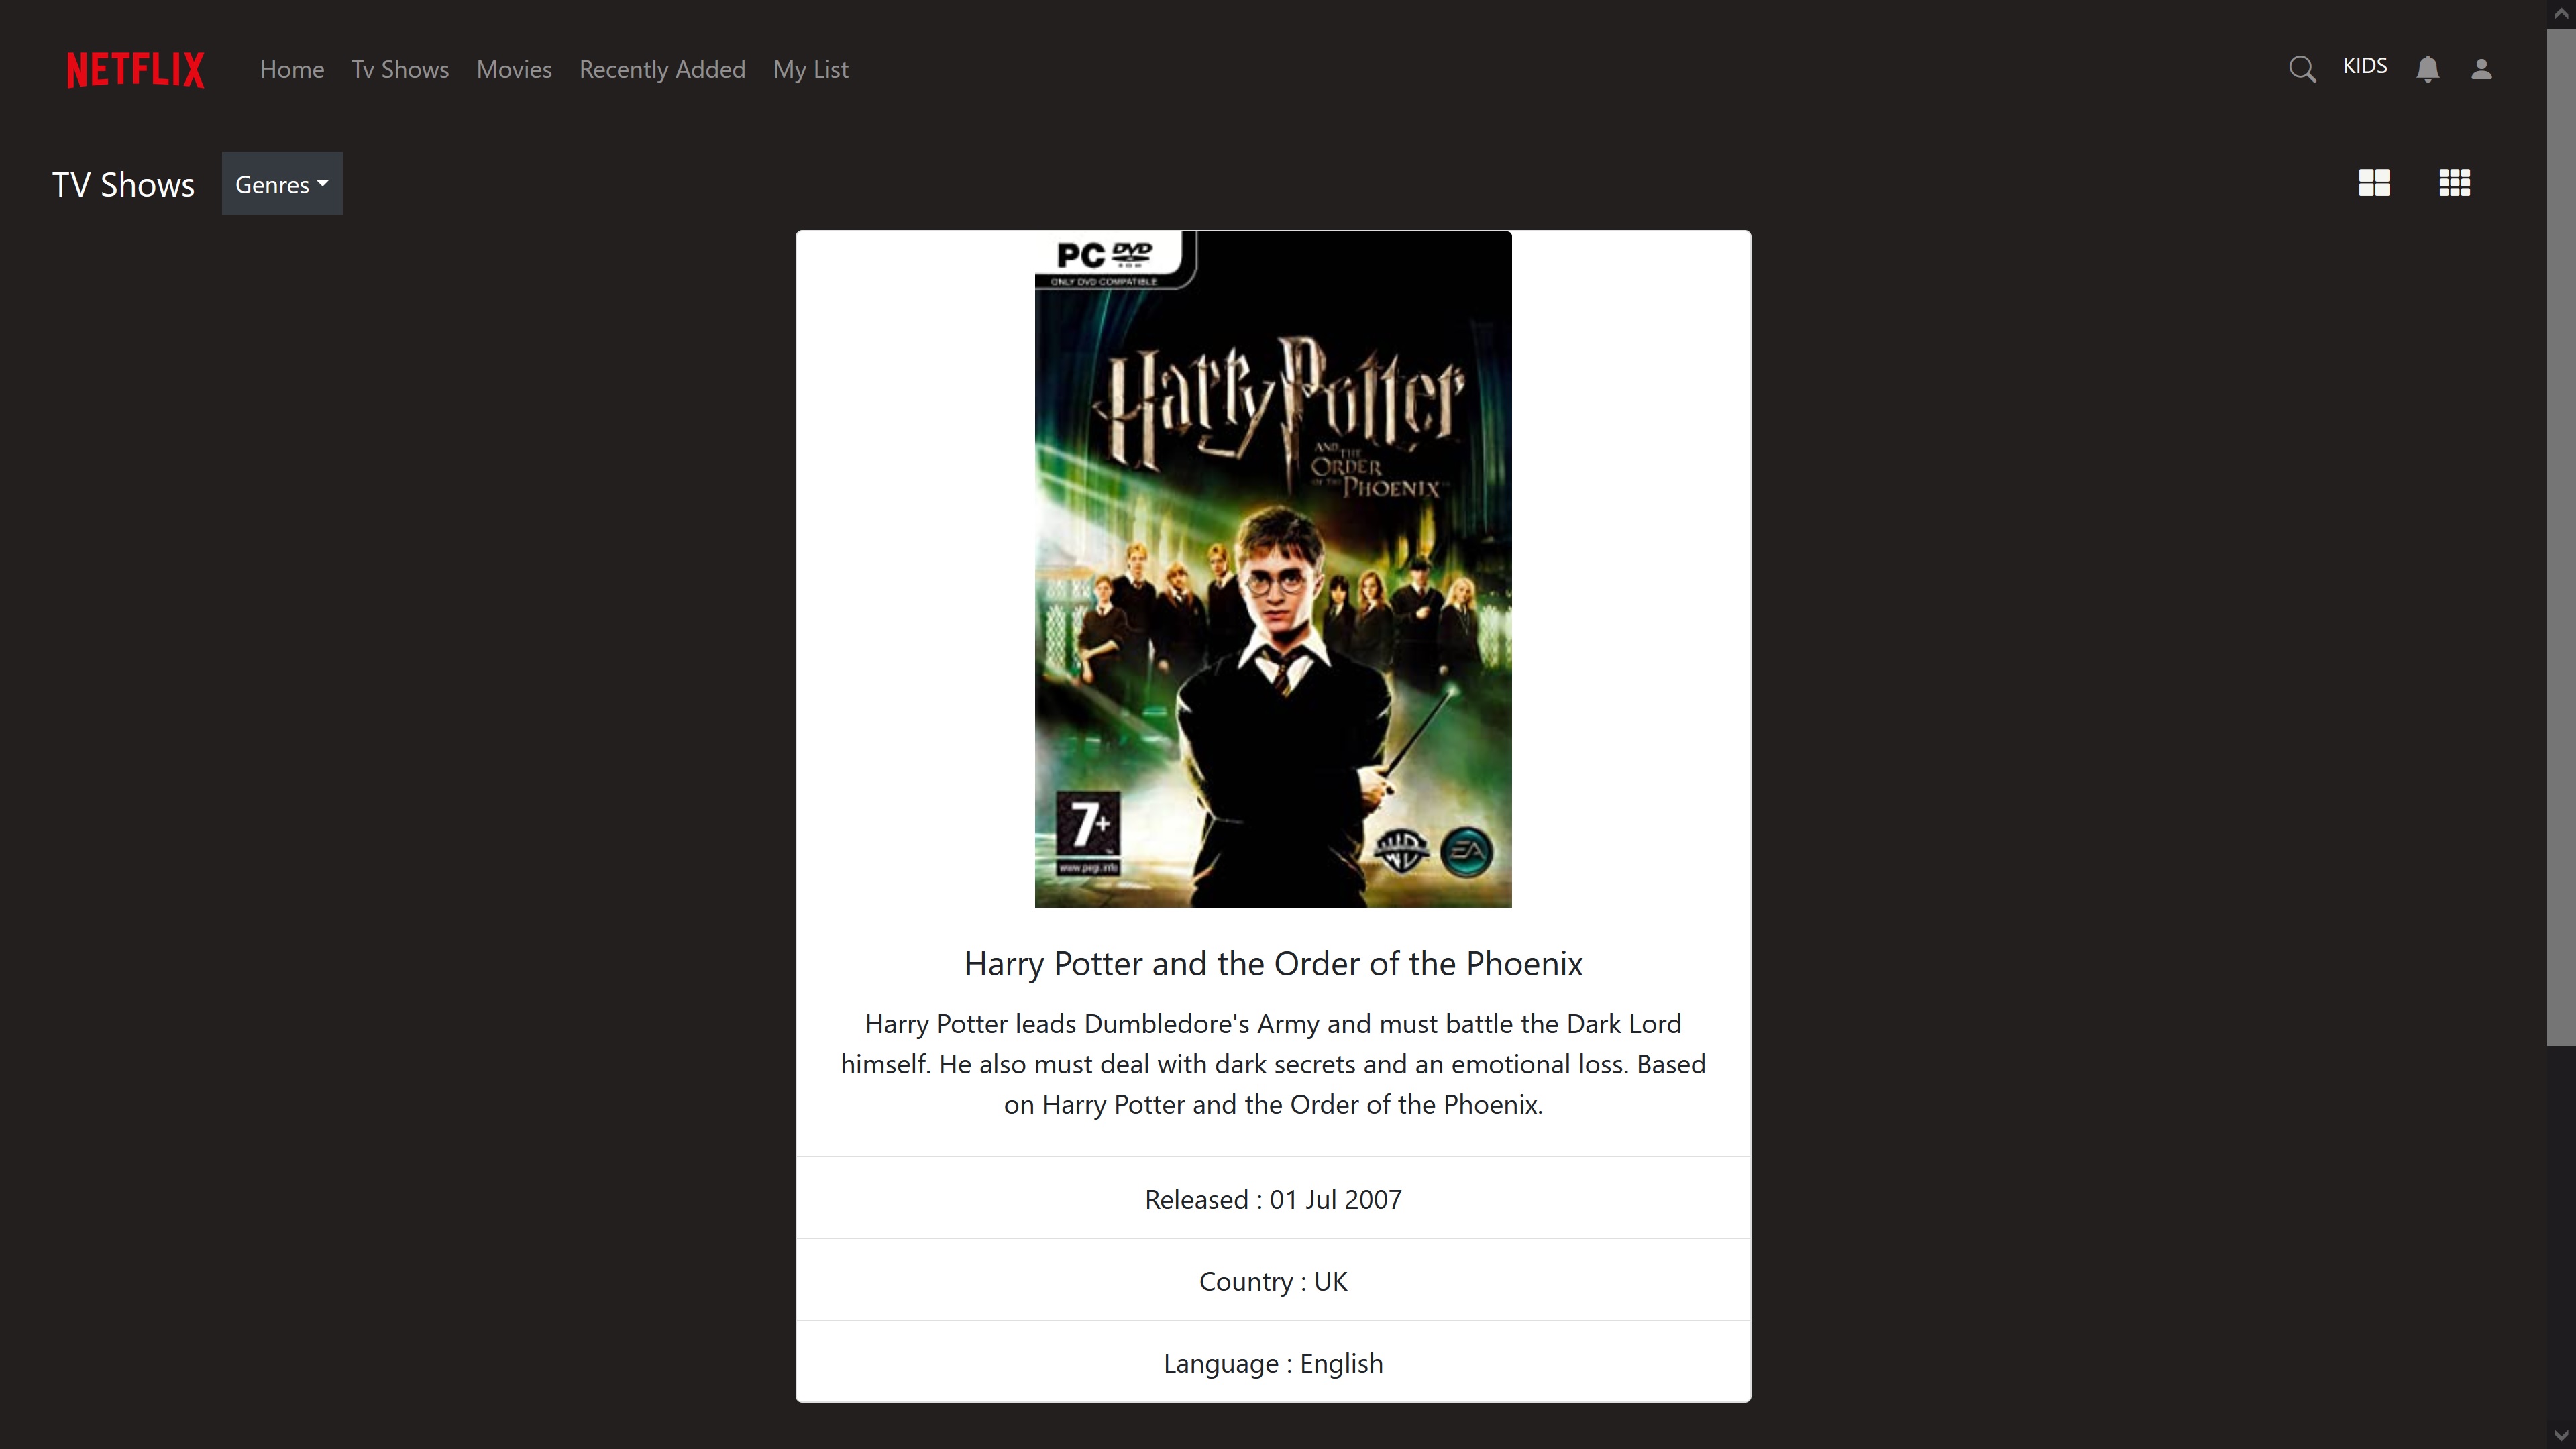 NETFLIX Home Tv Shows Movies Recently Added My List KIDS
TV Shows Genres
PC DVD
ROM
ONLY DVD COMPATIBLE
Harry Potter
AND THE
ORDER
OF THE PHOENIX
7+
www.pegi.info
WB EA
Harry Potter and the Order of the Phoenix
Harry Potter leads Dumbledore's Army and must battle the Dark Lord
himself. He also must deal with dark secrets and an emotional loss. Based
on Harry Potter and the Order of the Phoenix.
Released : 01 Jul 2007
Country : UK
Language : English